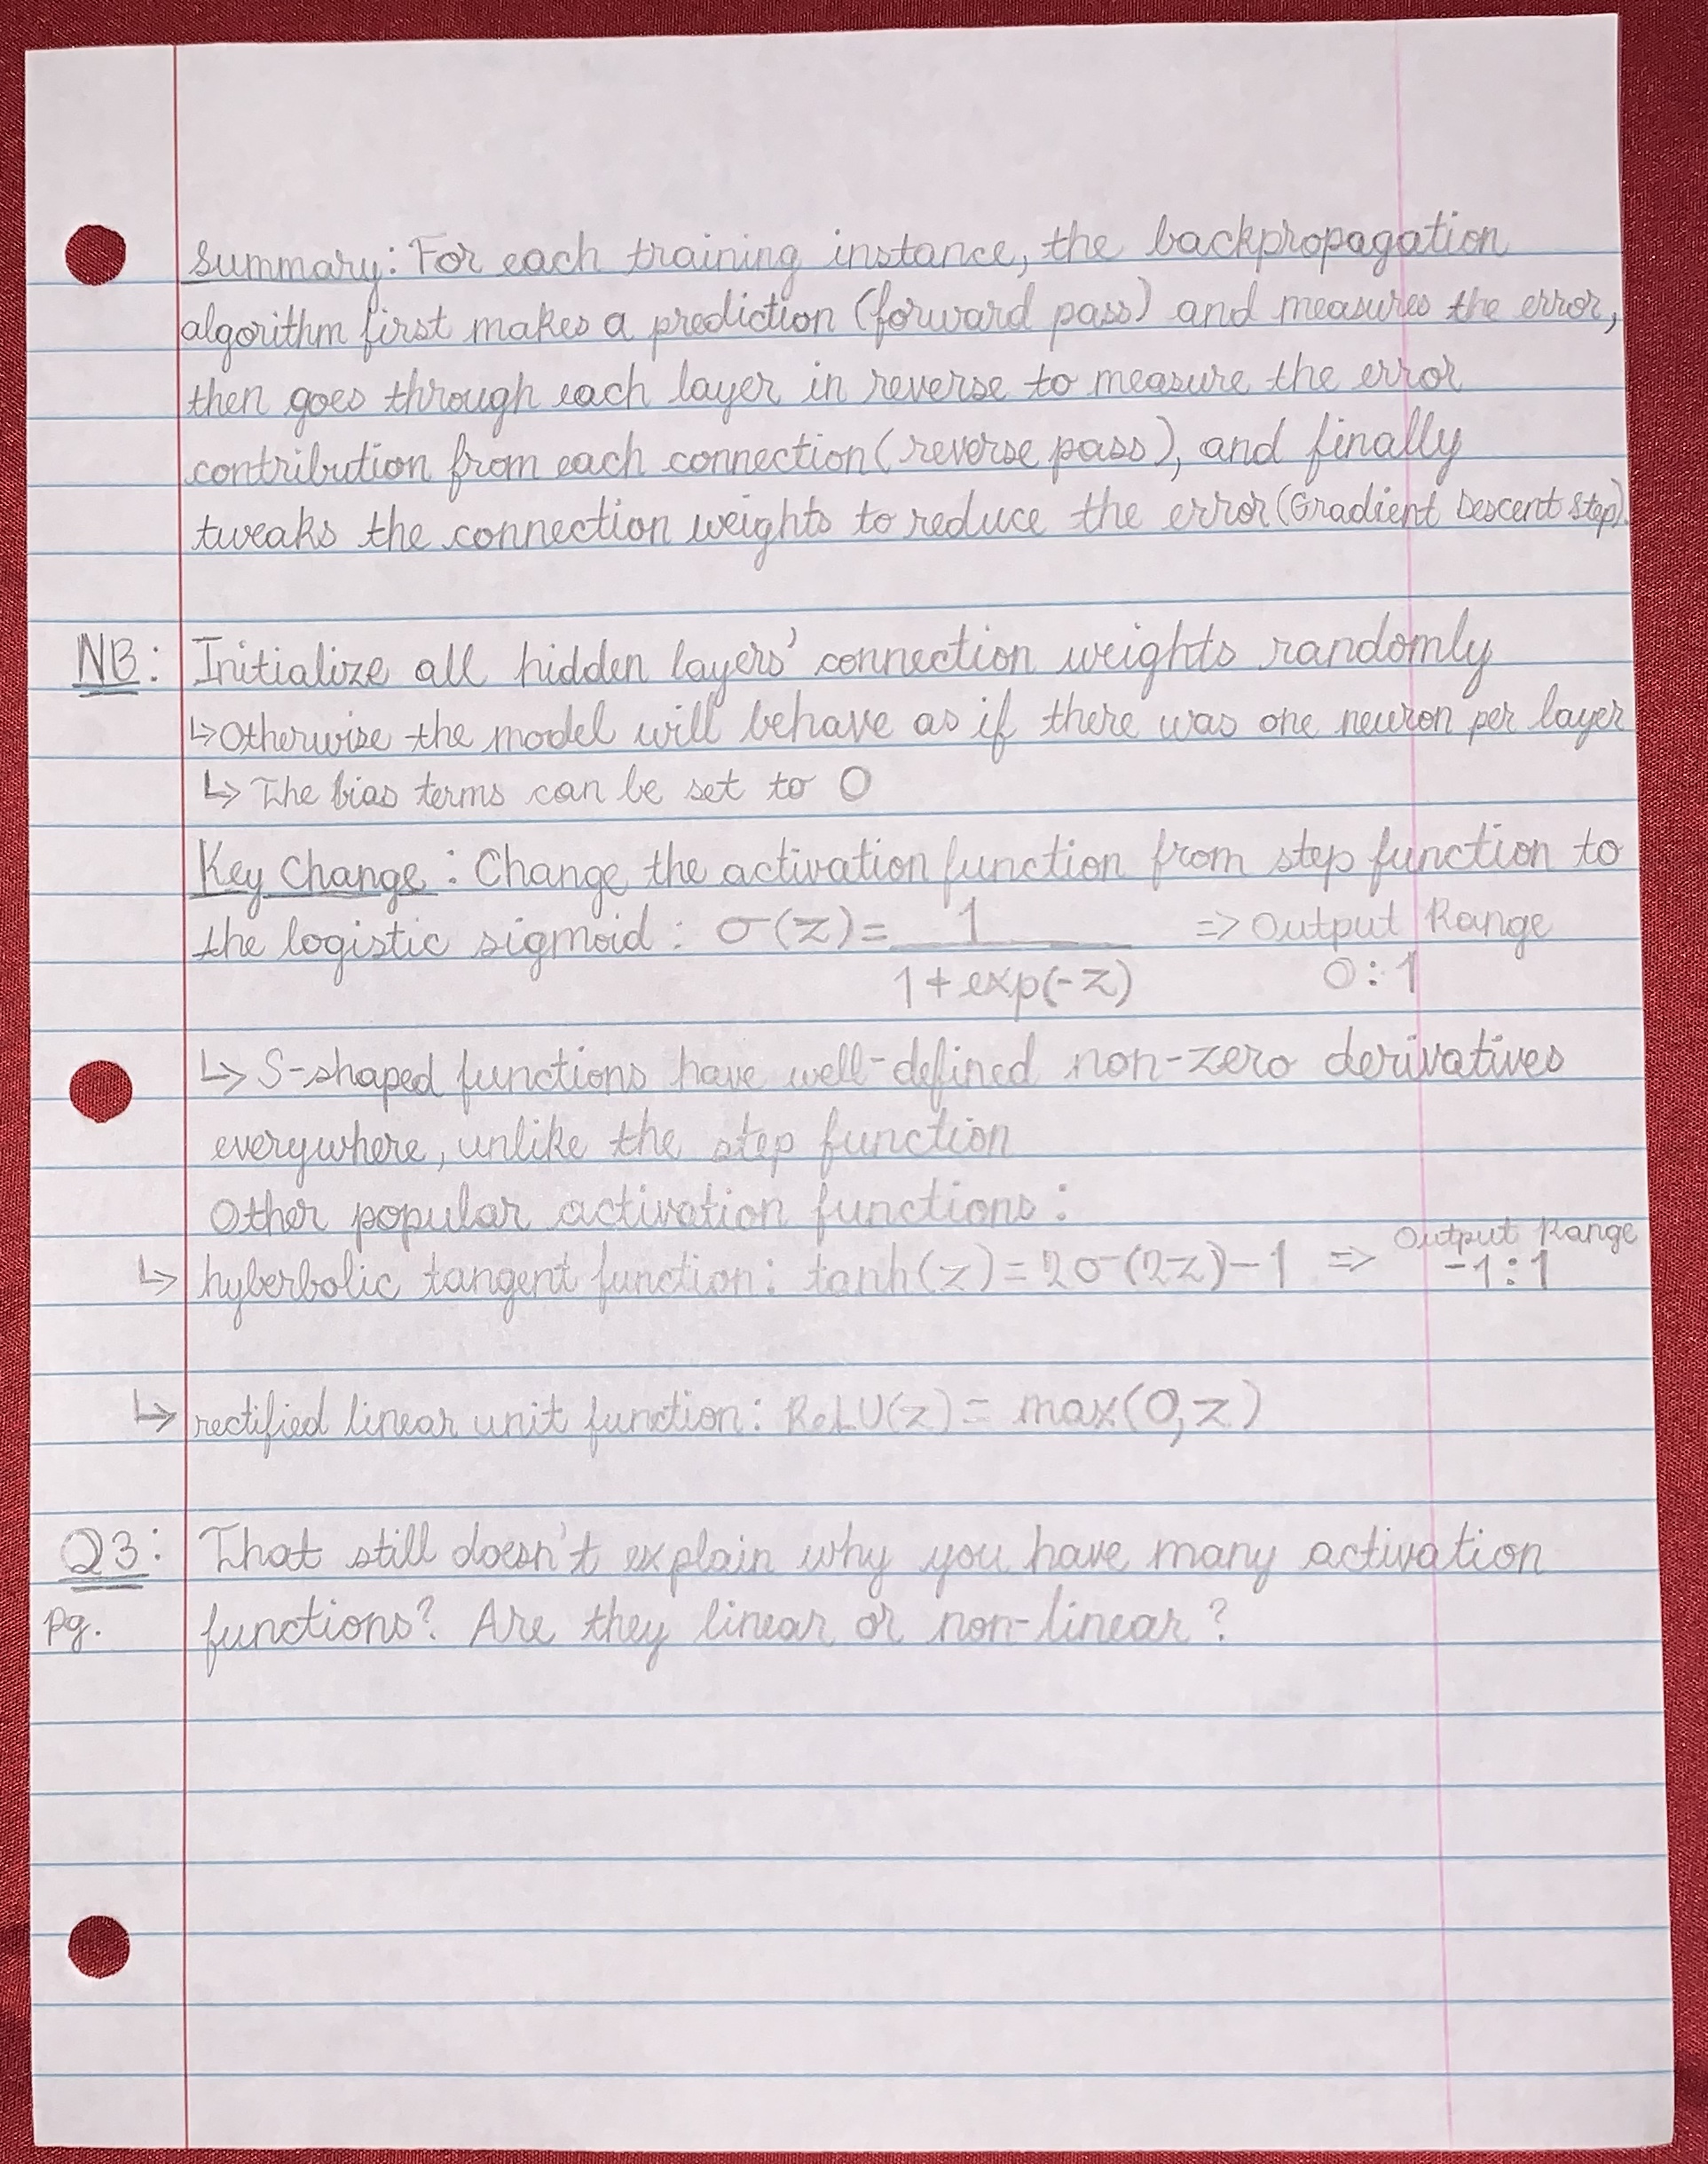 Summary: For each training instance, the backpropagation
algorithm first makes a prediction (forward pass) and measures the error,
then goes through each layer in reverse to measure the error
contribution from each connection (reverse pass), and finally
tweaks the connection weights to reduce the error (Gradient Descent Step).
NB: Initialize all hidden layers' connection weights randomly
↳ Otherwise the model will behave as if there was one neuron per layer
↳ The bias terms can be set to 0
Key Change: Change the activation function from step function to
the logistic sigmoid: σ(z) = 1 / 1 + exp(-z) => Output Range 0:1
↳ S-shaped functions have well-defined non-zero derivatives
everywhere, unlike the step function
Other popular activation functions:
↳ hyberbolic tangent function: tanh(z) = 2σ(2z)-1 => Output Range -1:1
↳ rectified linear unit function: ReLU(z) = max(0,z)
Q3: That still doesn't explain why you have many activation
pg. functions? Are they linear or non-linear?